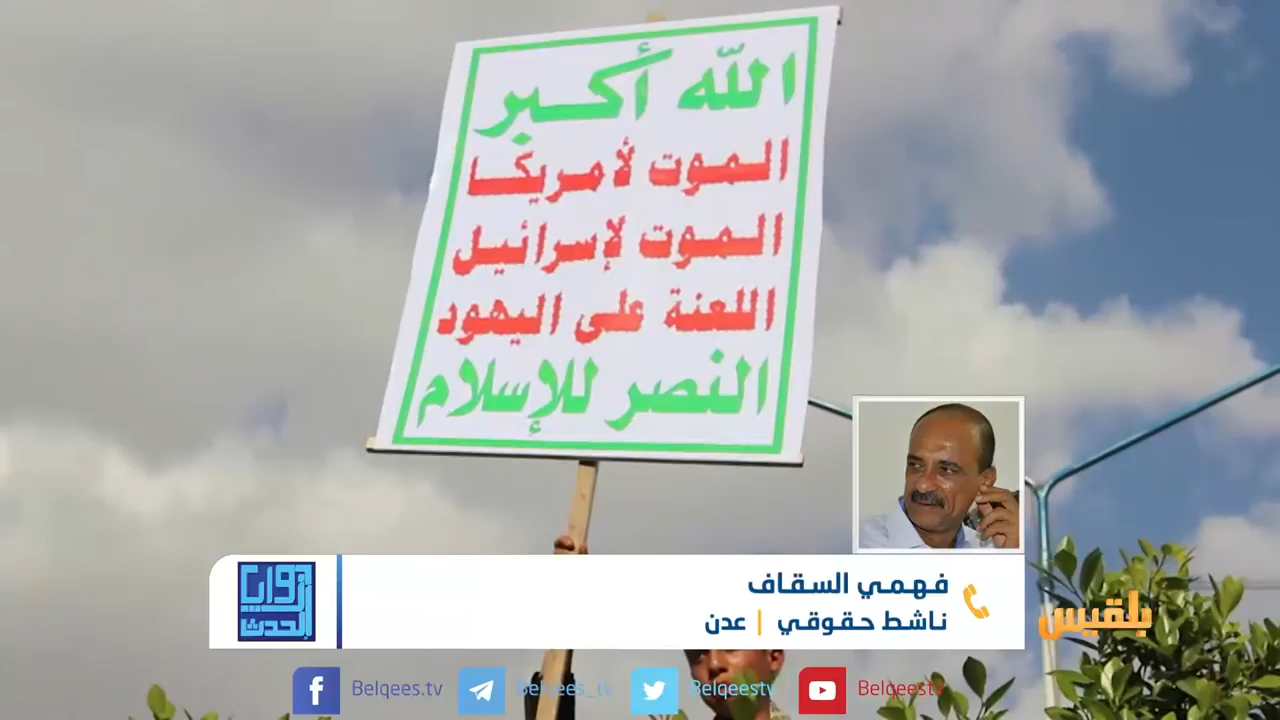 الله أكبر
الموت لأمريكا
الموت لإسرائيل
اللعنة على اليهود
النصر للإسلام
فهمي السقاف
ناشط حقوقي | عدن
زوايا الحدث
بلقيس
Belqees.tv
Belqees_tv
Belqeestv
Belqeestv